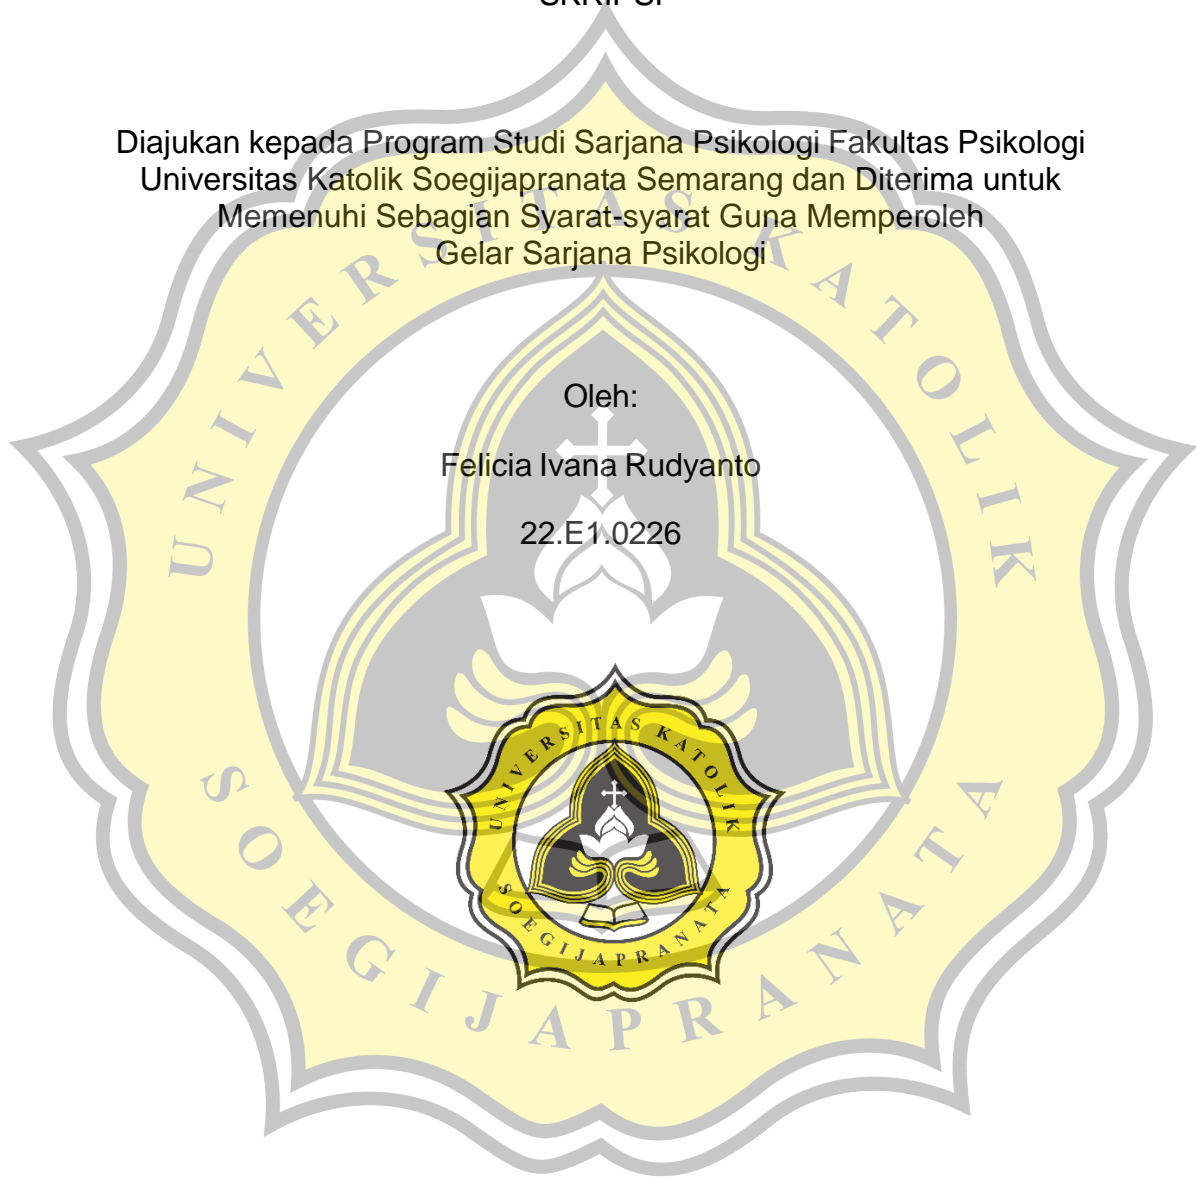 SKRIPSI
Diajukan kepada Program Studi Sarjana Psikologi Fakultas Psikologi
Universitas Katolik Soegijapranata Semarang dan Diterima untuk
Memenuhi Sebagian Syarat-syarat Guna Memperoleh
Gelar Sarjana Psikologi
Oleh:
Felicia Ivana Rudyanto
22.E1.0226
UNIVERSITAS KATOLIK
SOEGIJAPRANATA
UNIVERSITAS KATOLIK
SOEGIJAPRANATA